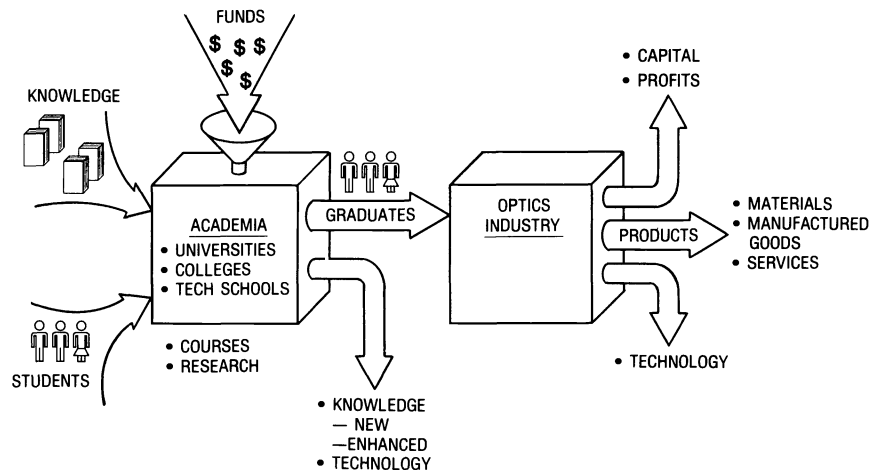 FUNDS
$ $ $ $
$ $
KNOWLEDGE
ACADEMIA
• UNIVERSITIES
• COLLEGES
• TECH SCHOOLS
• COURSES
• RESEARCH
STUDENTS
GRADUATES
• KNOWLEDGE
— NEW
—ENHANCED
• TECHNOLOGY
OPTICS
INDUSTRY
• CAPITAL
• PROFITS
PRODUCTS
• MATERIALS
• MANUFACTURED
GOODS
• SERVICES
• TECHNOLOGY